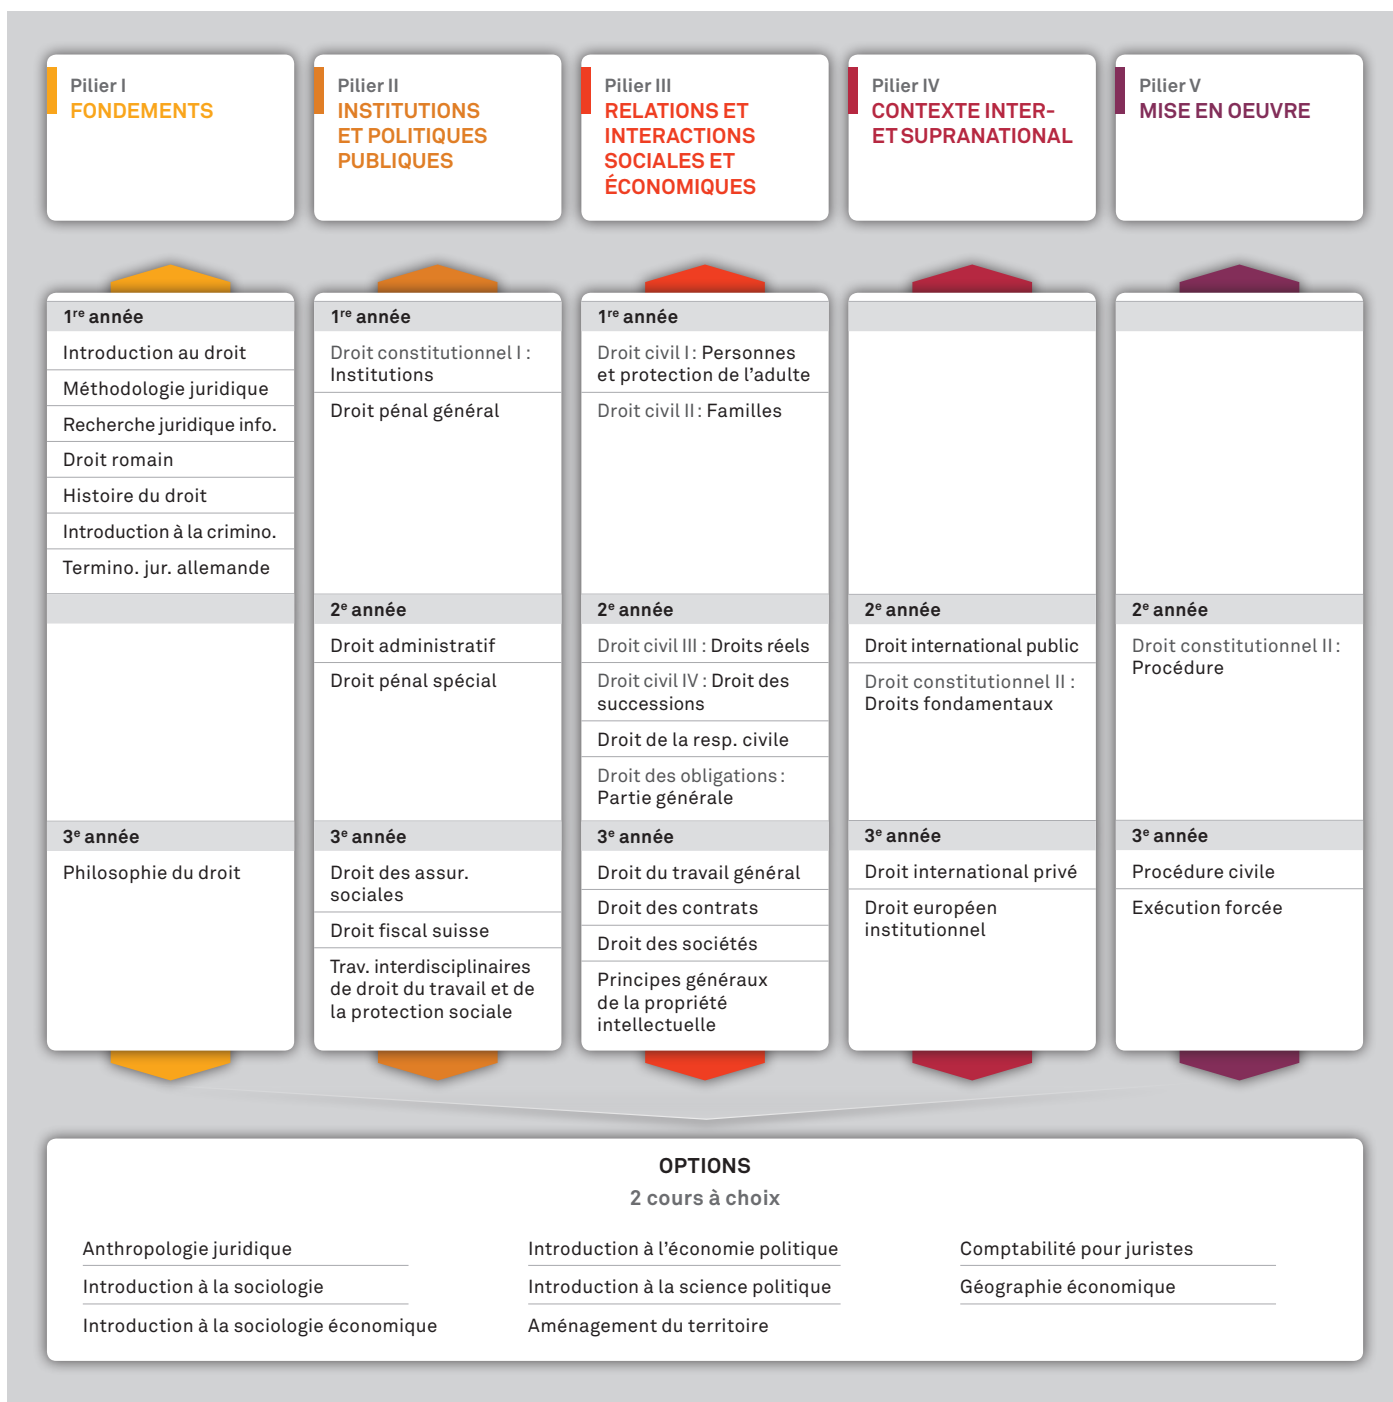 Pilier I
FONDEMENTS
Pilier II
INSTITUTIONS
ET POLITIQUES
PUBLIQUES
Pilier III
RELATIONS ET
INTERACTIONS
SOCIALES ET
ÉCONOMIQUES
Pilier IV
CONTEXTE INTER-
ET SUPRANATIONAL
Pilier V
MISE EN OEUVRE
1re année
Introduction au droit
Méthodologie juridique
Recherche juridique info.
Droit romain
Histoire du droit
Introduction à la crimino.
Termino. jur. allemande
3e année
Philosophie du droit
1re année
Droit constitutionnel I :
Institutions
Droit pénal général
2e année
Droit administratif
Droit pénal spécial
3e année
Droit des assur.
sociales
Droit fiscal suisse
Trav. interdisciplinaires
de droit du travail et de
la protection sociale
1re année
Droit civil I : Personnes
et protection de l'adulte
Droit civil II : Familles
2e année
Droit civil III : Droits réels
Droit civil IV : Droit des
successions
Droit de la resp. civile
Droit des obligations :
Partie générale
3e année
Droit du travail général
Droit des contrats
Droit des sociétés
Principes généraux
de la propriété
intellectuelle
2e année
Droit international public
Droit constitutionnel II :
Droits fondamentaux
3e année
Droit international privé
Droit européen
institutionnel
2e année
Droit constitutionnel II :
Procédure
3e année
Procédure civile
Exécution forcée
OPTIONS
2 cours à choix
Anthropologie juridique
Introduction à la sociologie
Introduction à la sociologie économique
Introduction à l'économie politique
Introduction à la science politique
Aménagement du territoire
Comptabilité pour juristes
Géographie économique